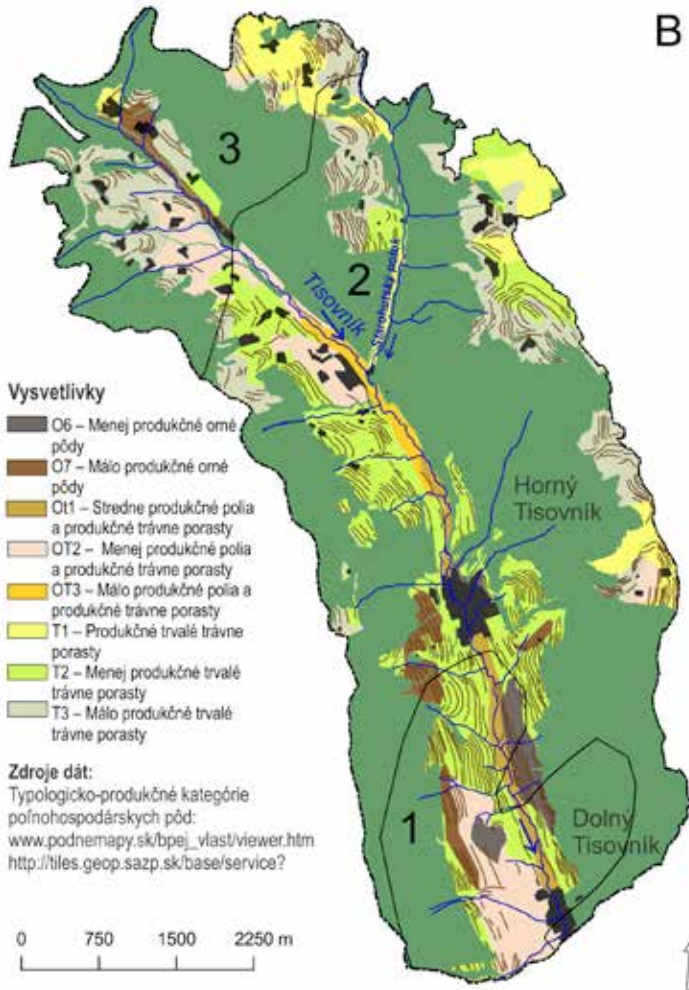 B
3
2
Tisovník
Starohutský potok
Vysvetlivky
O6 – Menej produkčné orné
pôdy
O7 – Málo produkčné orné
pôdy
Ot1 – Stredne produkčné polia
a produkčné trávne porasty
OT2 – Menej produkčné polia
a produkčné trávne porasty
OT3 – Málo produkčné polia a
produkčné trávne porasty
T1 – Produkčné trvalé trávne
porasty
T2 – Menej produkčné trvalé
trávne porasty
T3 – Málo produkčné trvalé
trávne porasty
Horný
Tisovník
Zdroje dát:
Typologicko-produkčné kategórie
poľnohospodárskych pôd:
www.podnemapy.sk/bpej_vlast/viewer.htm
http://tiles.geop.sazp.sk/base/service?
1
Dolný
Tisovník
0 750 1500 2250 m